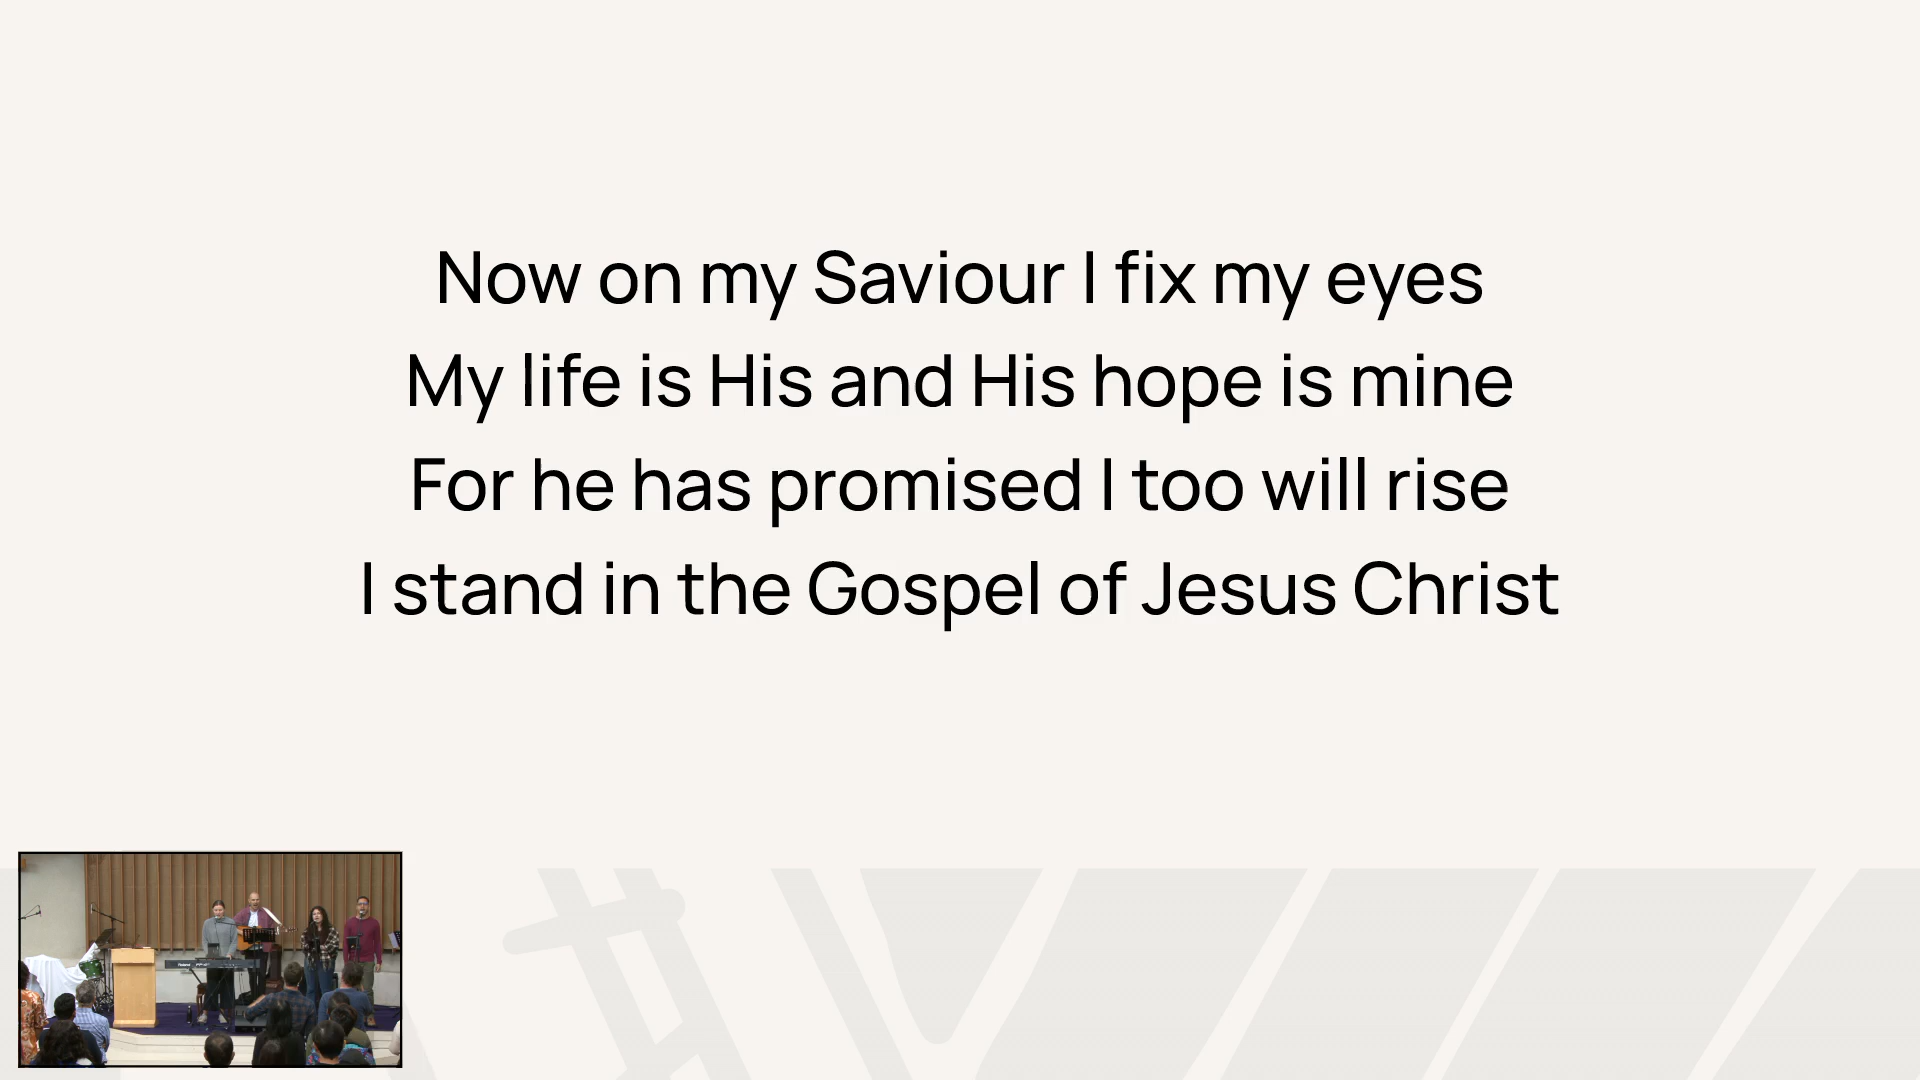 Now on my Saviour I fix my eyes
My life is His and His hope is mine
For he has promised I too will rise
I stand in the Gospel of Jesus Christ
Roland